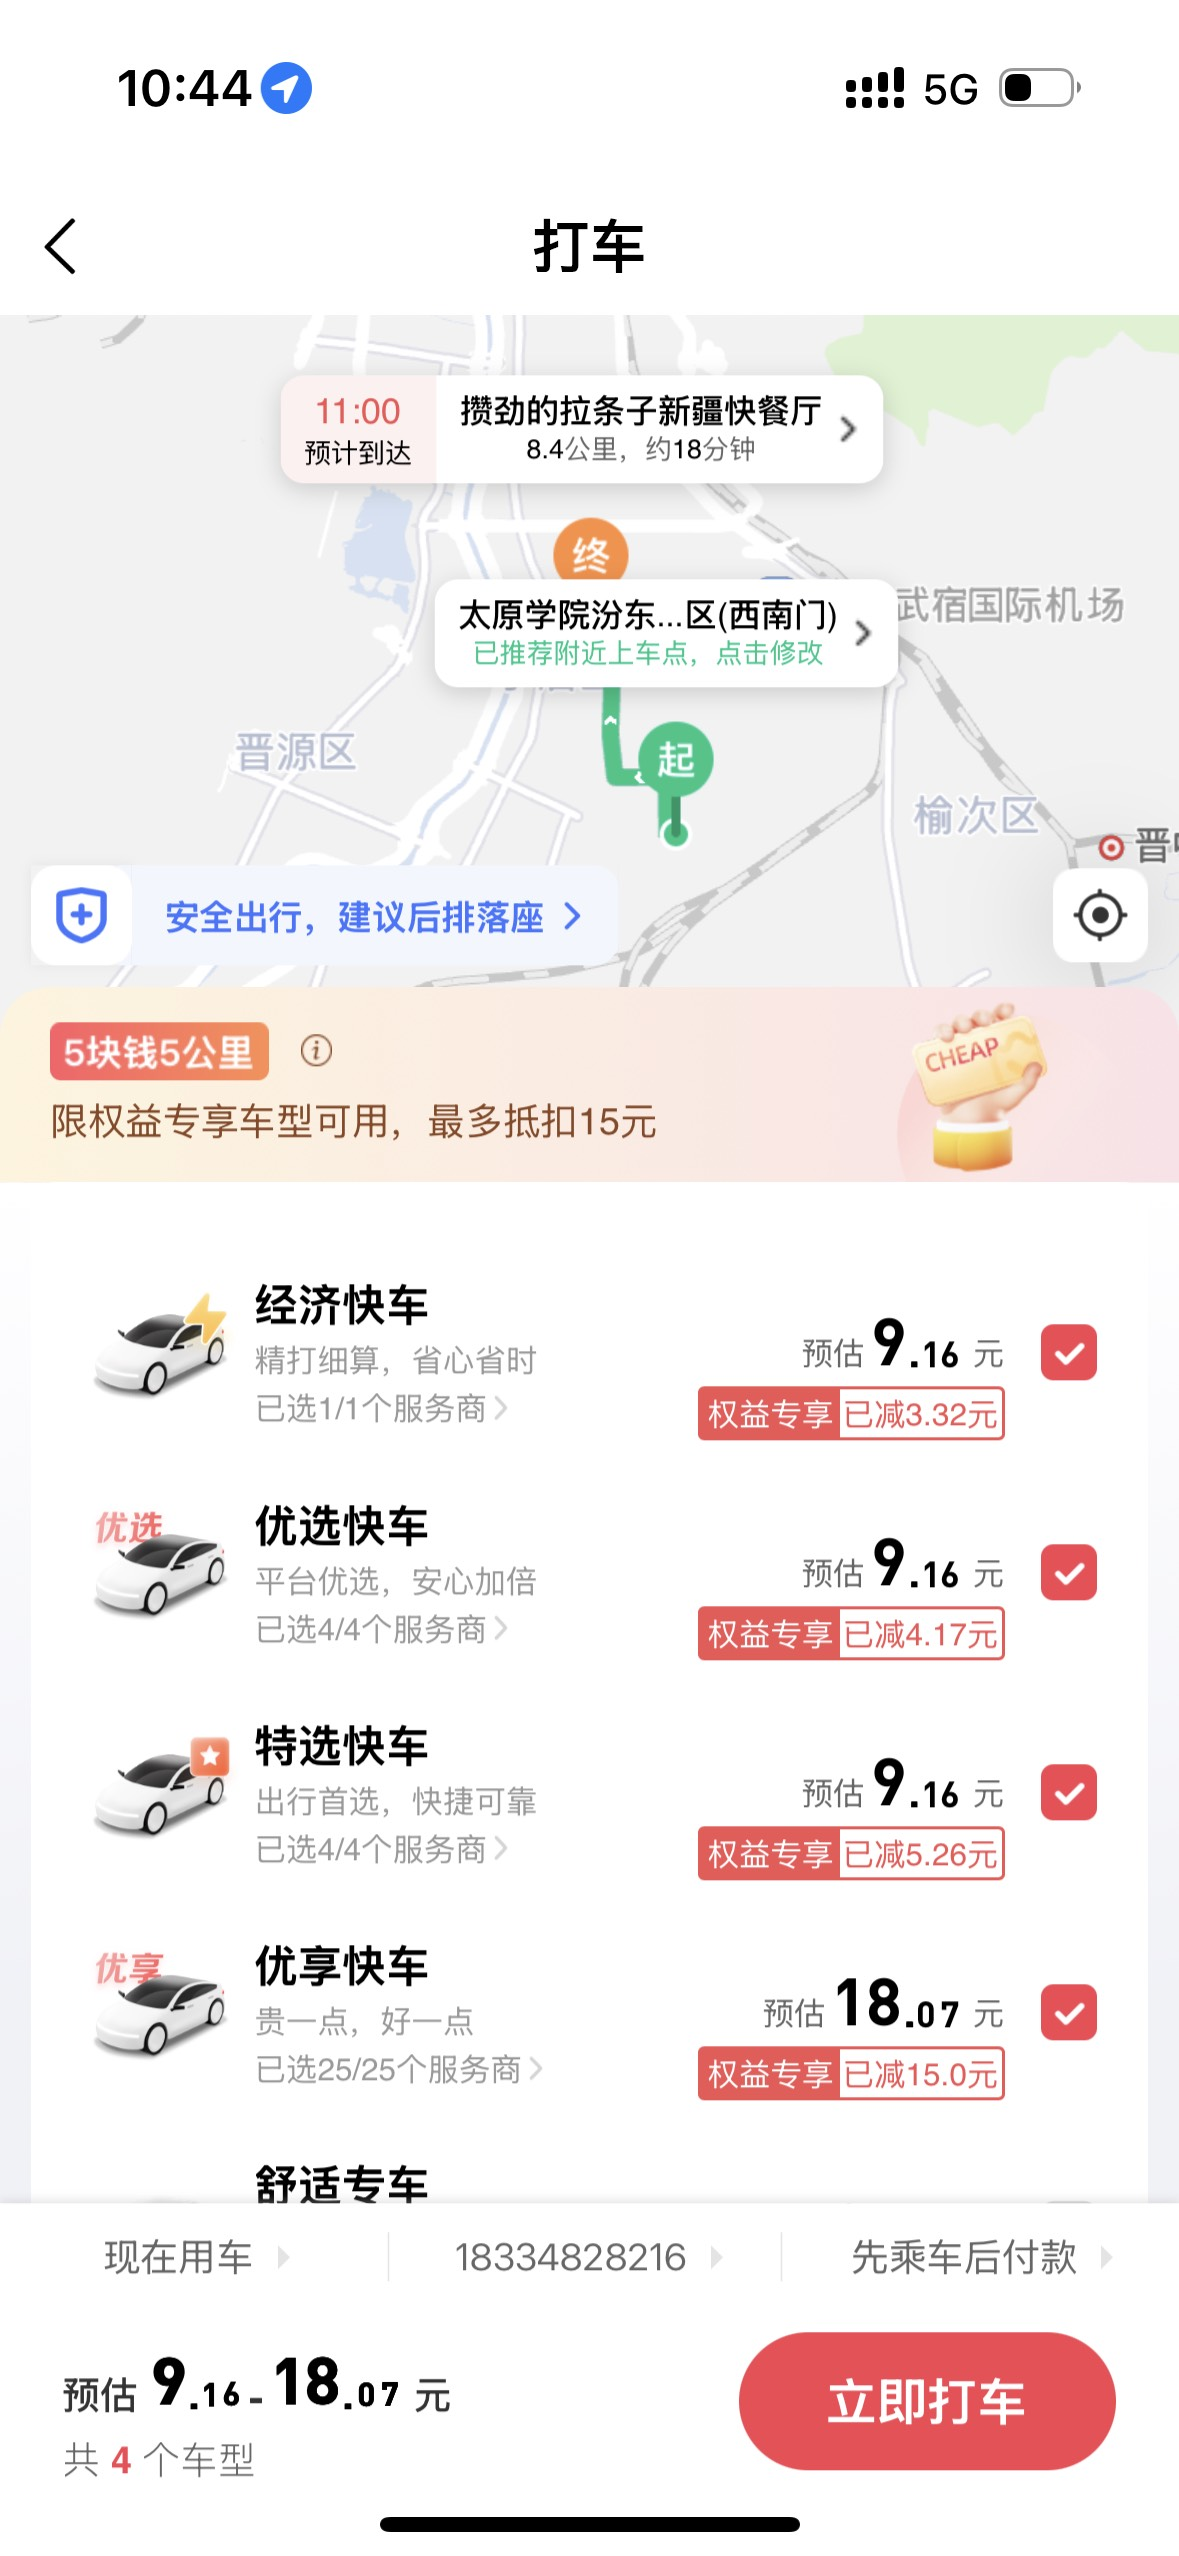 10:44
5G
打车
11:00
预计到达
攒劲的拉条子新疆快餐厅
8.4公里，约18分钟
终
太原学院汾东...区(西南门)
已推荐附近上车点，点击修改
武宿国际机场
晋源区
起
榆次区
晋
安全出行，建议后排落座
5块钱5公里
限权益专享车型可用，最多抵扣15元
CHEAP
经济快车
精打细算，省心省时
已选1/1个服务商
预估9.16 元
权益专享 已减3.32元
优选
优选快车
平台优选，安心加倍
已选4/4个服务商
预估9.16 元
权益专享 已减4.17元
特选快车
出行首选，快捷可靠
已选4/4个服务商
预估9.16 元
权益专享 已减5.26元
优享
优享快车
贵一点，好一点
已选25/25个服务商
预估18.07 元
权益专享 已减15.0元
舒适专车
现在用车
18334828216
先乘车后付款
预估9.16-18.07 元
共 4 个车型
立即打车